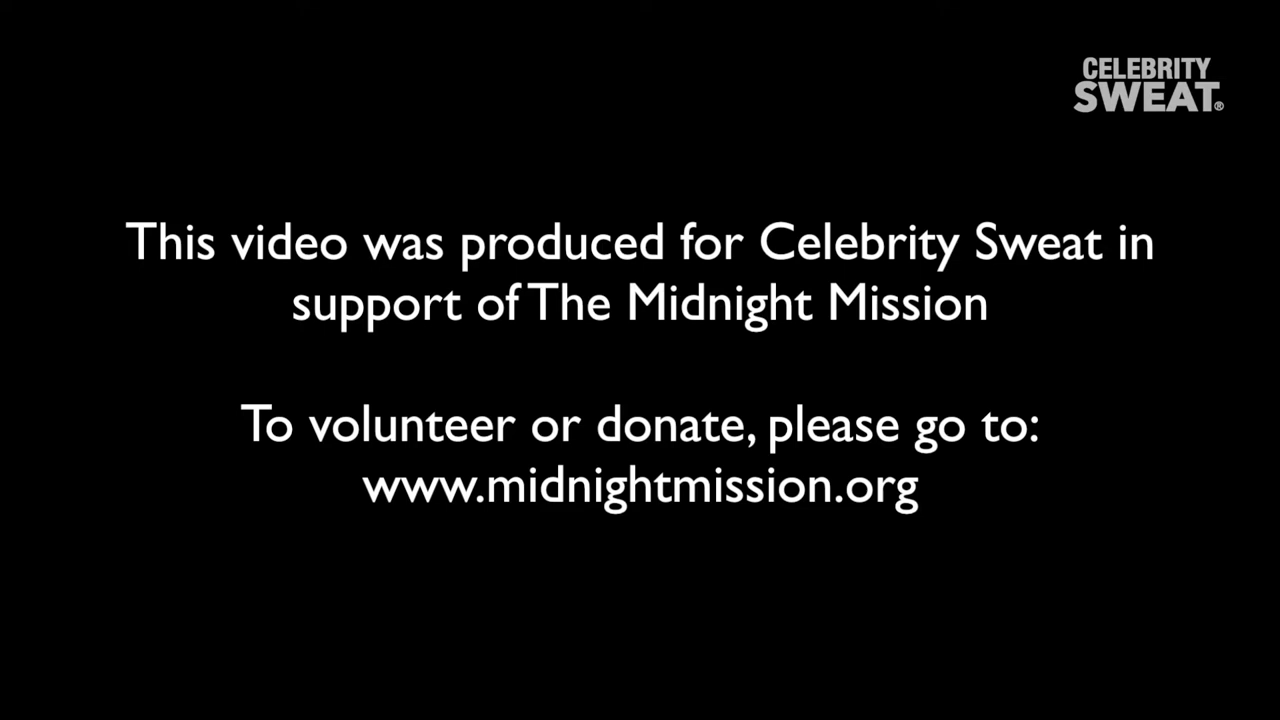 CELEBRITY
SWEAT®
This video was produced for Celebrity Sweat in
support of The Midnight Mission
To volunteer or donate, please go to:
www.midnightmission.org